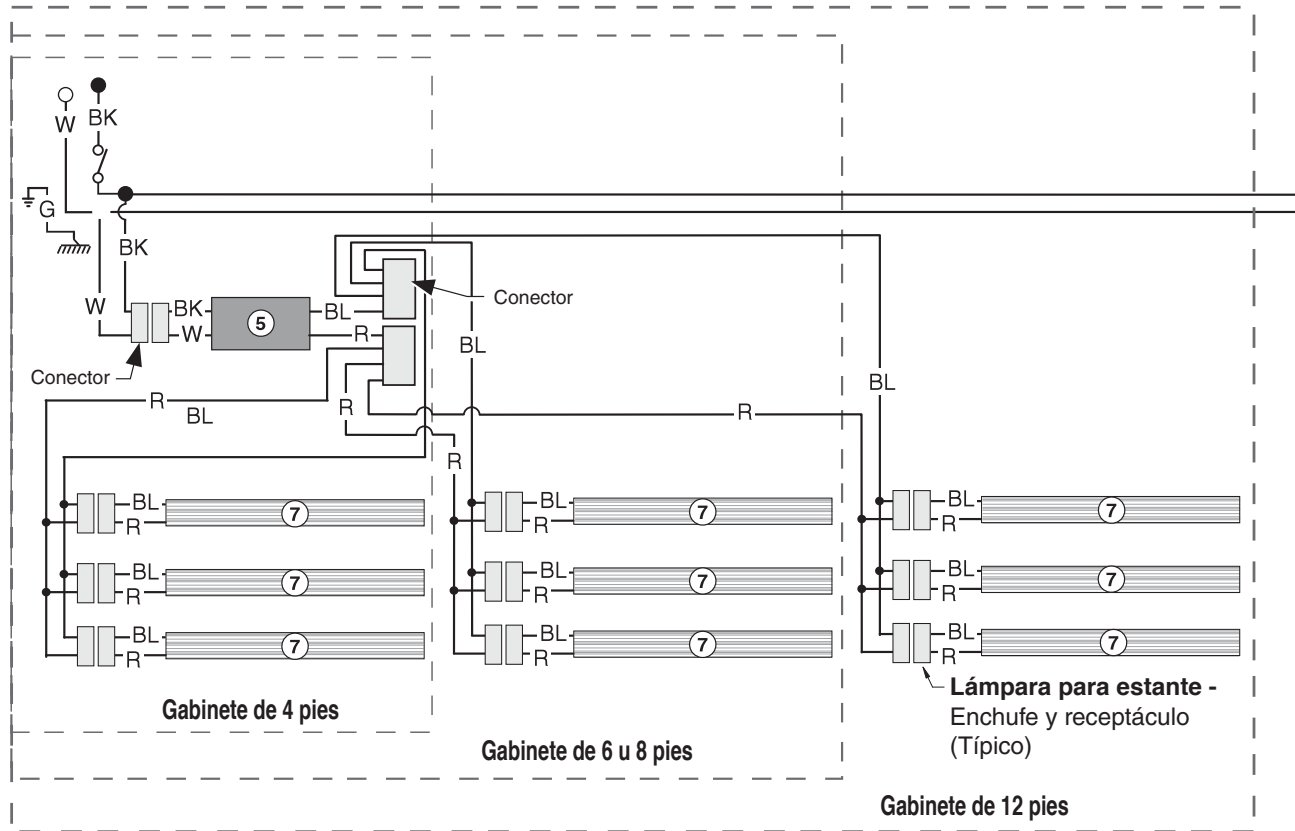 W
BK
G
BK
W
BK
W
5
BL
R
Conector
Conector
BL
BL
R
BL
R
R
R
BL
R
7
BL
R
7
BL
R
7
BL
R
7
BL
R
7
BL
R
7
BL
R
7
BL
R
7
BL
R
7
Gabinete de 4 pies
Gabinete de 6 u 8 pies
Lámpara para estante -
Enchufe y receptáculo
(Típico)
Gabinete de 12 pies